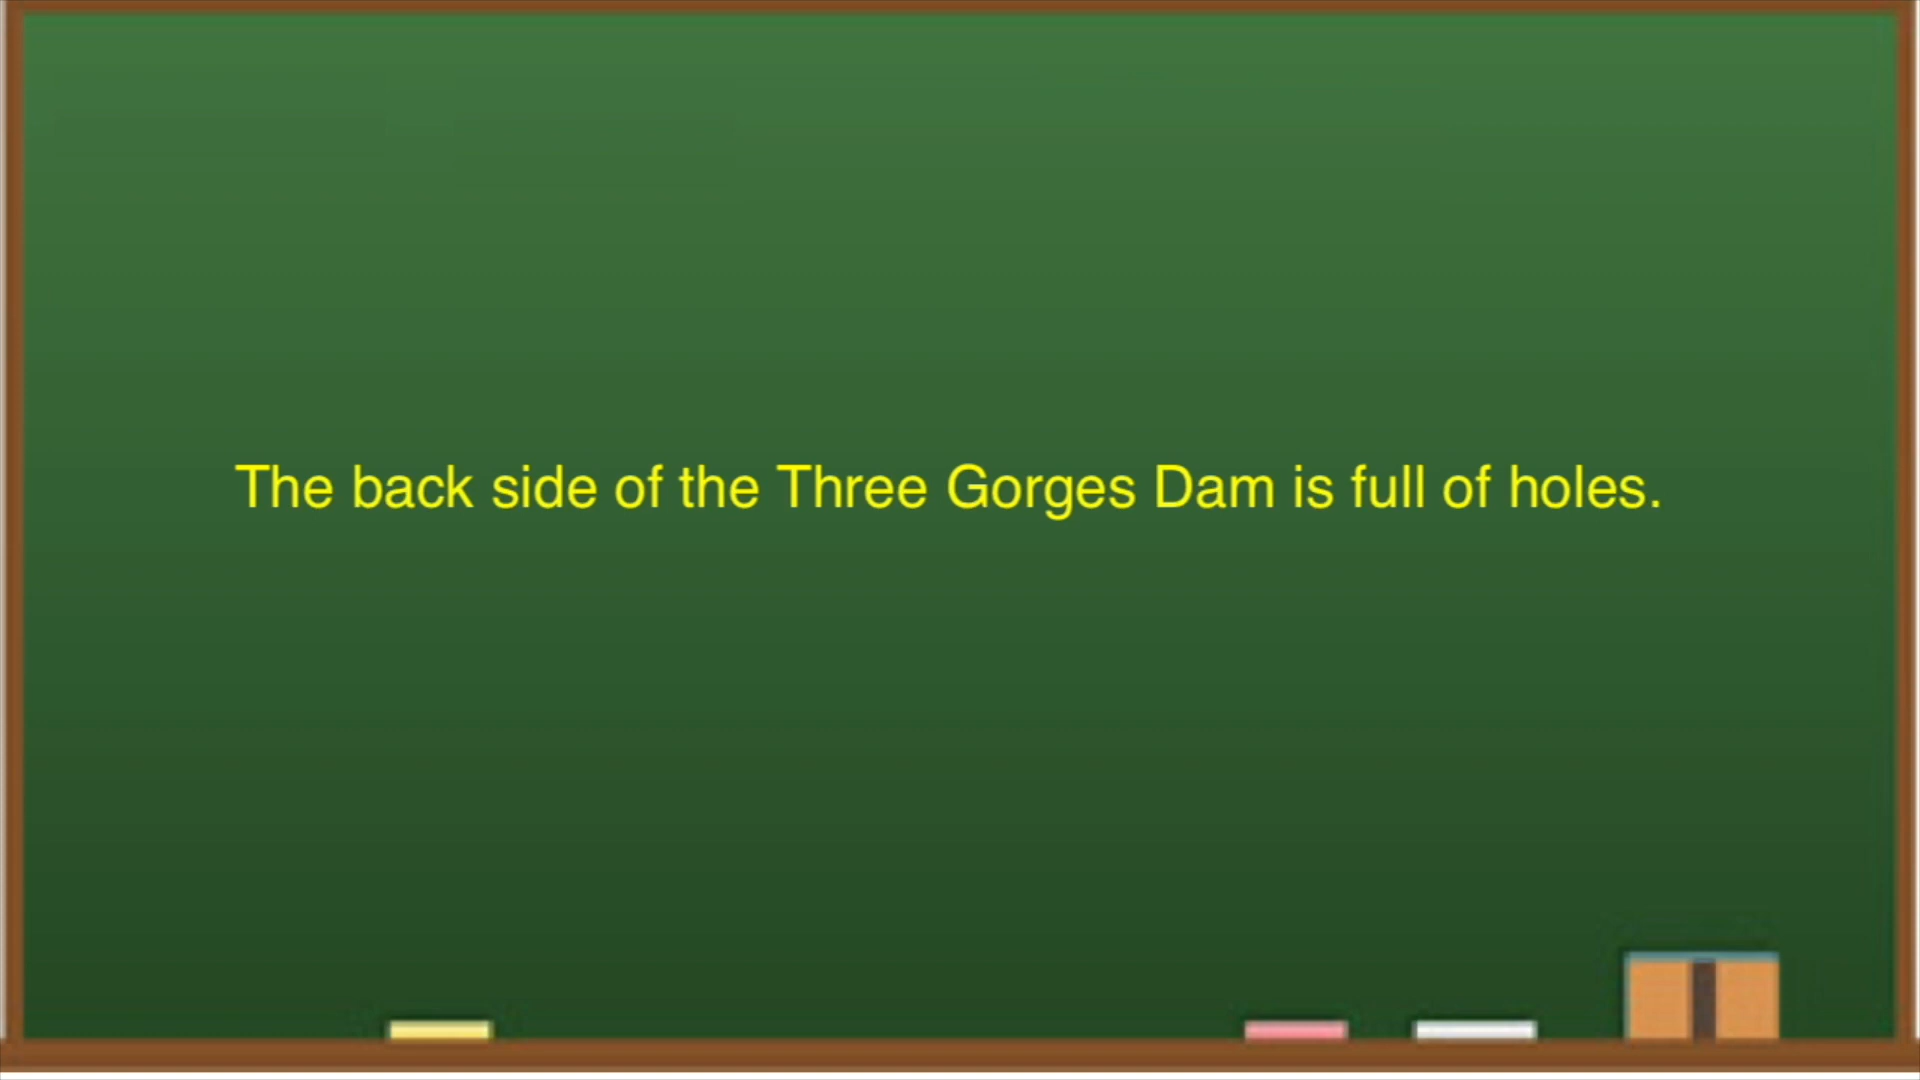 The back side of the Three Gorges Dam is full of holes.